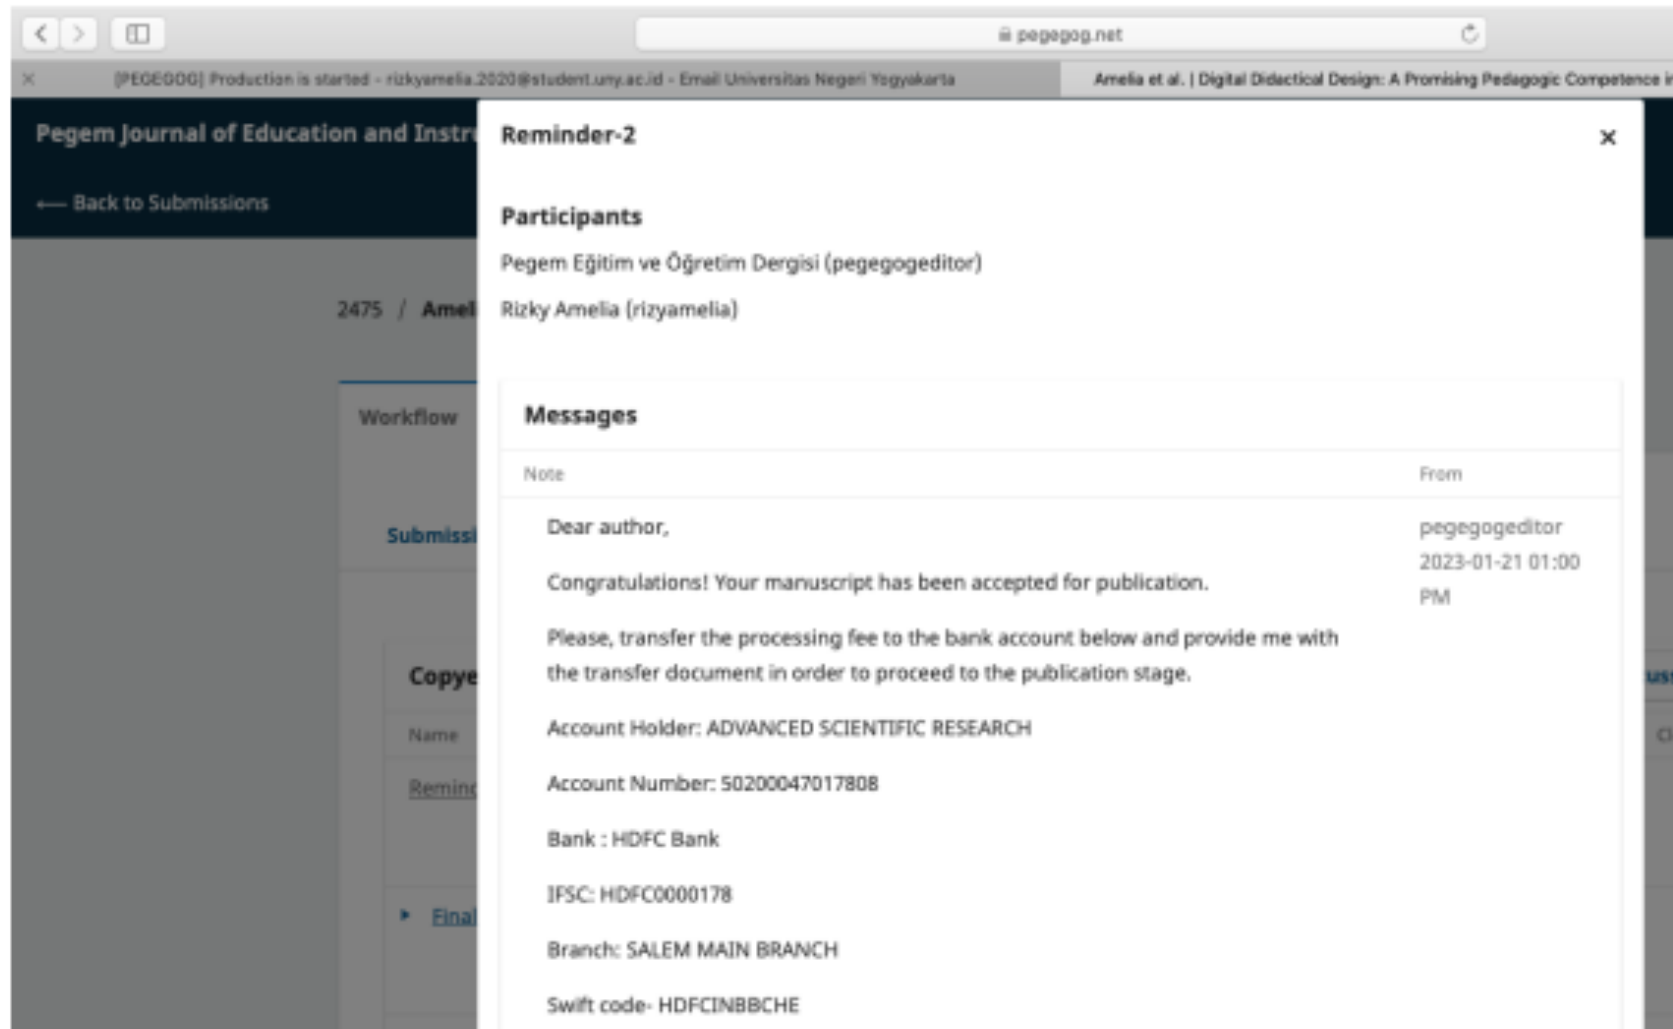 pegegog.net
[PEGEGOG] Production is started - rizkyamelia.2020@student.uny.ac.id - Email Universitas Negeri Yogyakarta
Amelia et al. | Digital Didactical Design: A Promising Pedagogic Competence in
Pegem Journal of Education and Instru
← Back to Submissions
2475 / Amel
Workflow
Submissi
Copye
Name
Reminc
Final
Reminder-2
×
Participants
Pegem Eğitim ve Öğretim Dergisi (pegegogeditor)
Rizky Amelia (rizyamelia)
Messages
Note From
Dear author,
pegegogeditor
2023-01-21 01:00
PM
Congratulations! Your manuscript has been accepted for publication.
Please, transfer the processing fee to the bank account below and provide me with
the transfer document in order to proceed to the publication stage.
Account Holder: ADVANCED SCIENTIFIC RESEARCH
Account Number: 50200047017808
Bank : HDFC Bank
IFSC: HDFC0000178
Branch: SALEM MAIN BRANCH
Swift code- HDFCINBBCHE